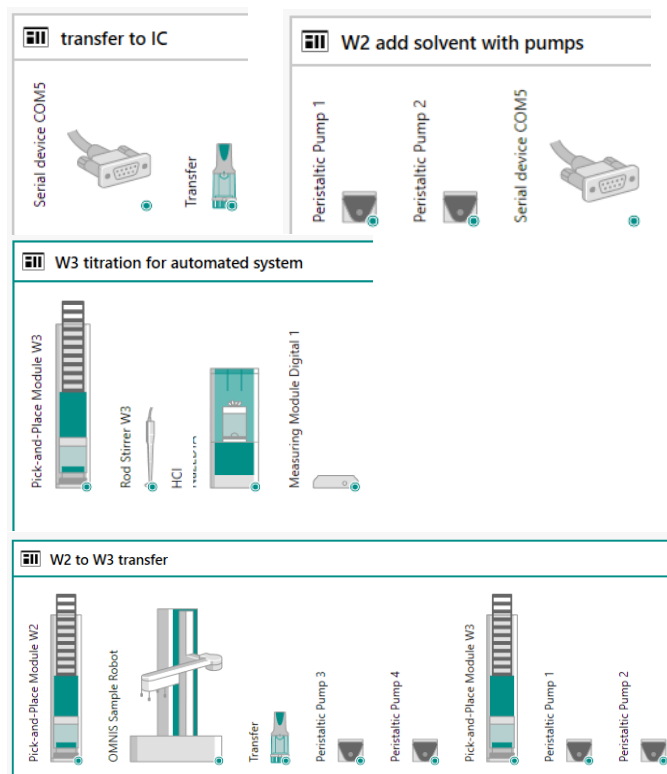 transfer to IC
Serial device COM5
Transfer
W2 add solvent with pumps
Peristaltic Pump 1
Peristaltic Pump 2
Serial device COM5
W3 titration for automated system
Pick-and-Place Module W3
Rod Stirrer W3
HCl
Measuring Module Digital 1
W2 to W3 transfer
Pick-and-Place Module W2
OMNIS Sample Robot
Transfer
Peristaltic Pump 3
Peristaltic Pump 4
Pick-and-Place Module W3
Peristaltic Pump 1
Peristaltic Pump 2